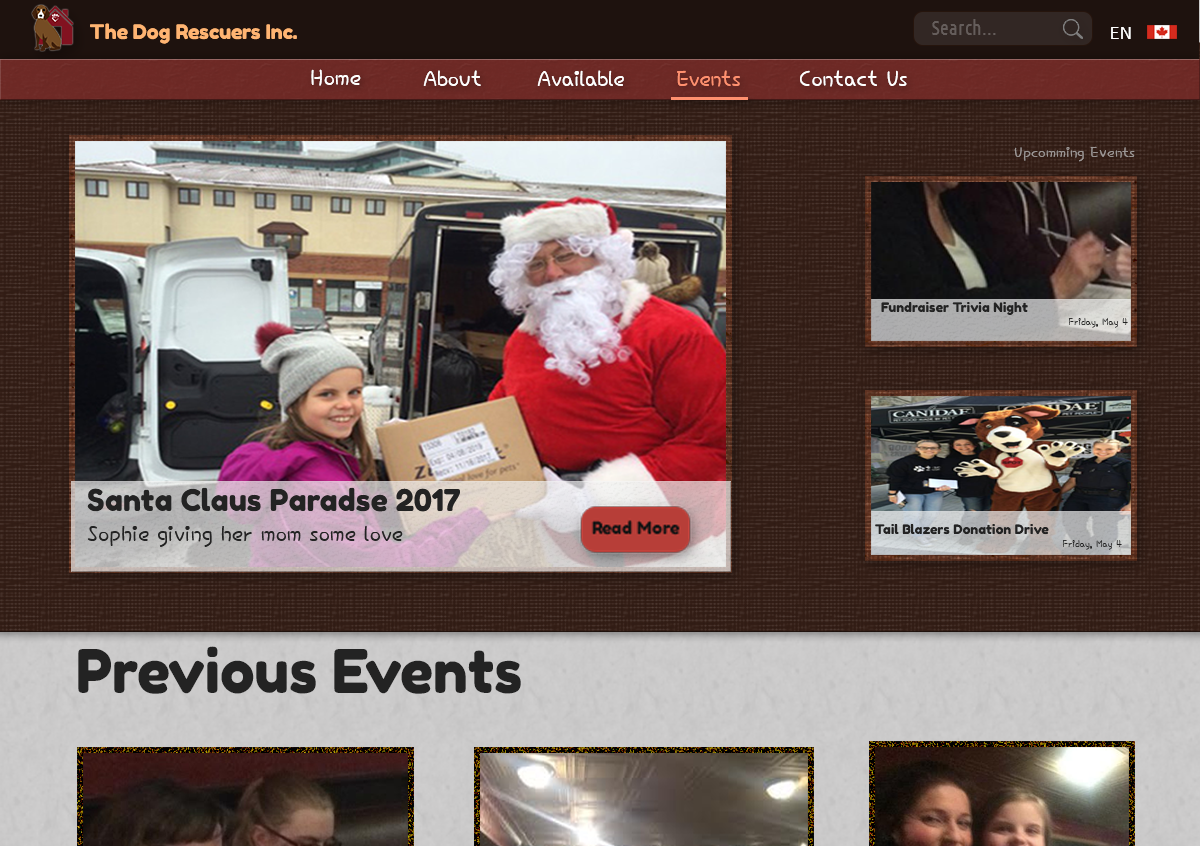 The Dog Rescuers Inc.
Search...
EN
Home
About
Available
Events
Contact Us
Upcomming Events
Fundraiser Trivia Night
Friday, May 4
CANIDAE
Tail Blazers Donation Drive
Friday, May 4
Santa Claus Paradse 2017
Sophie giving her mom some love
Read More
Previous Events